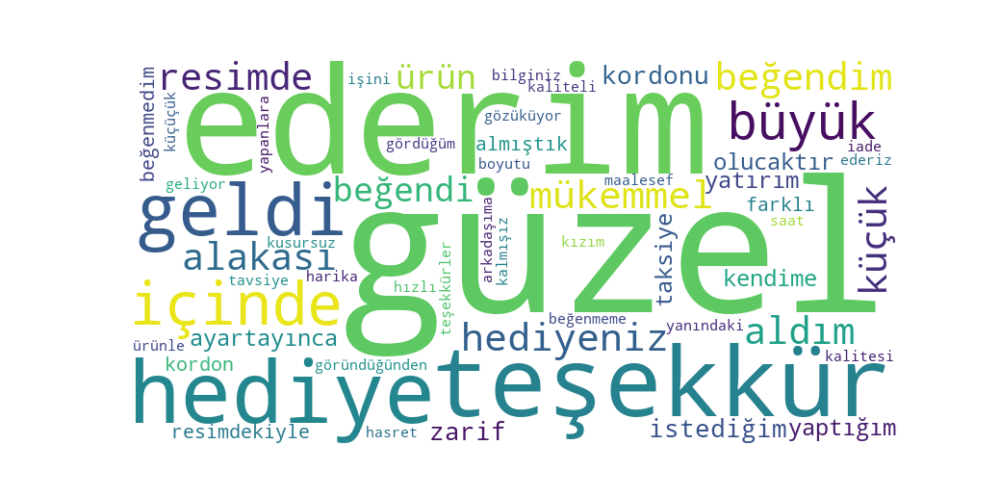 resimde
işini
ürün
bilginiz
kaliteli
kordonu
beğendim
beğenmedim
küçüçük
yapanlara
ederim
gözüküyor
gördüğüm
almıştık
boyutu
büyük
iade
ederiz
olucaktır
geliyor
geldi
beğendi
mükemmel
maalesef
yatırım
farklı
saat
küçük
alakası
kusursuz
güzel
arkadaşıma
kalmışız
kızım
taksiye
kendime
tavsiye
harika
hızlı
teşekkürler
içinde
ürünle
ayartayınca
hediyeniz
beğenmeme
yanındaki
aldım
kalitesi
kordon
göründüğünden
hediye
teşekkür
resimdekiyle
hasret
zarif
istediğim
yaptığım